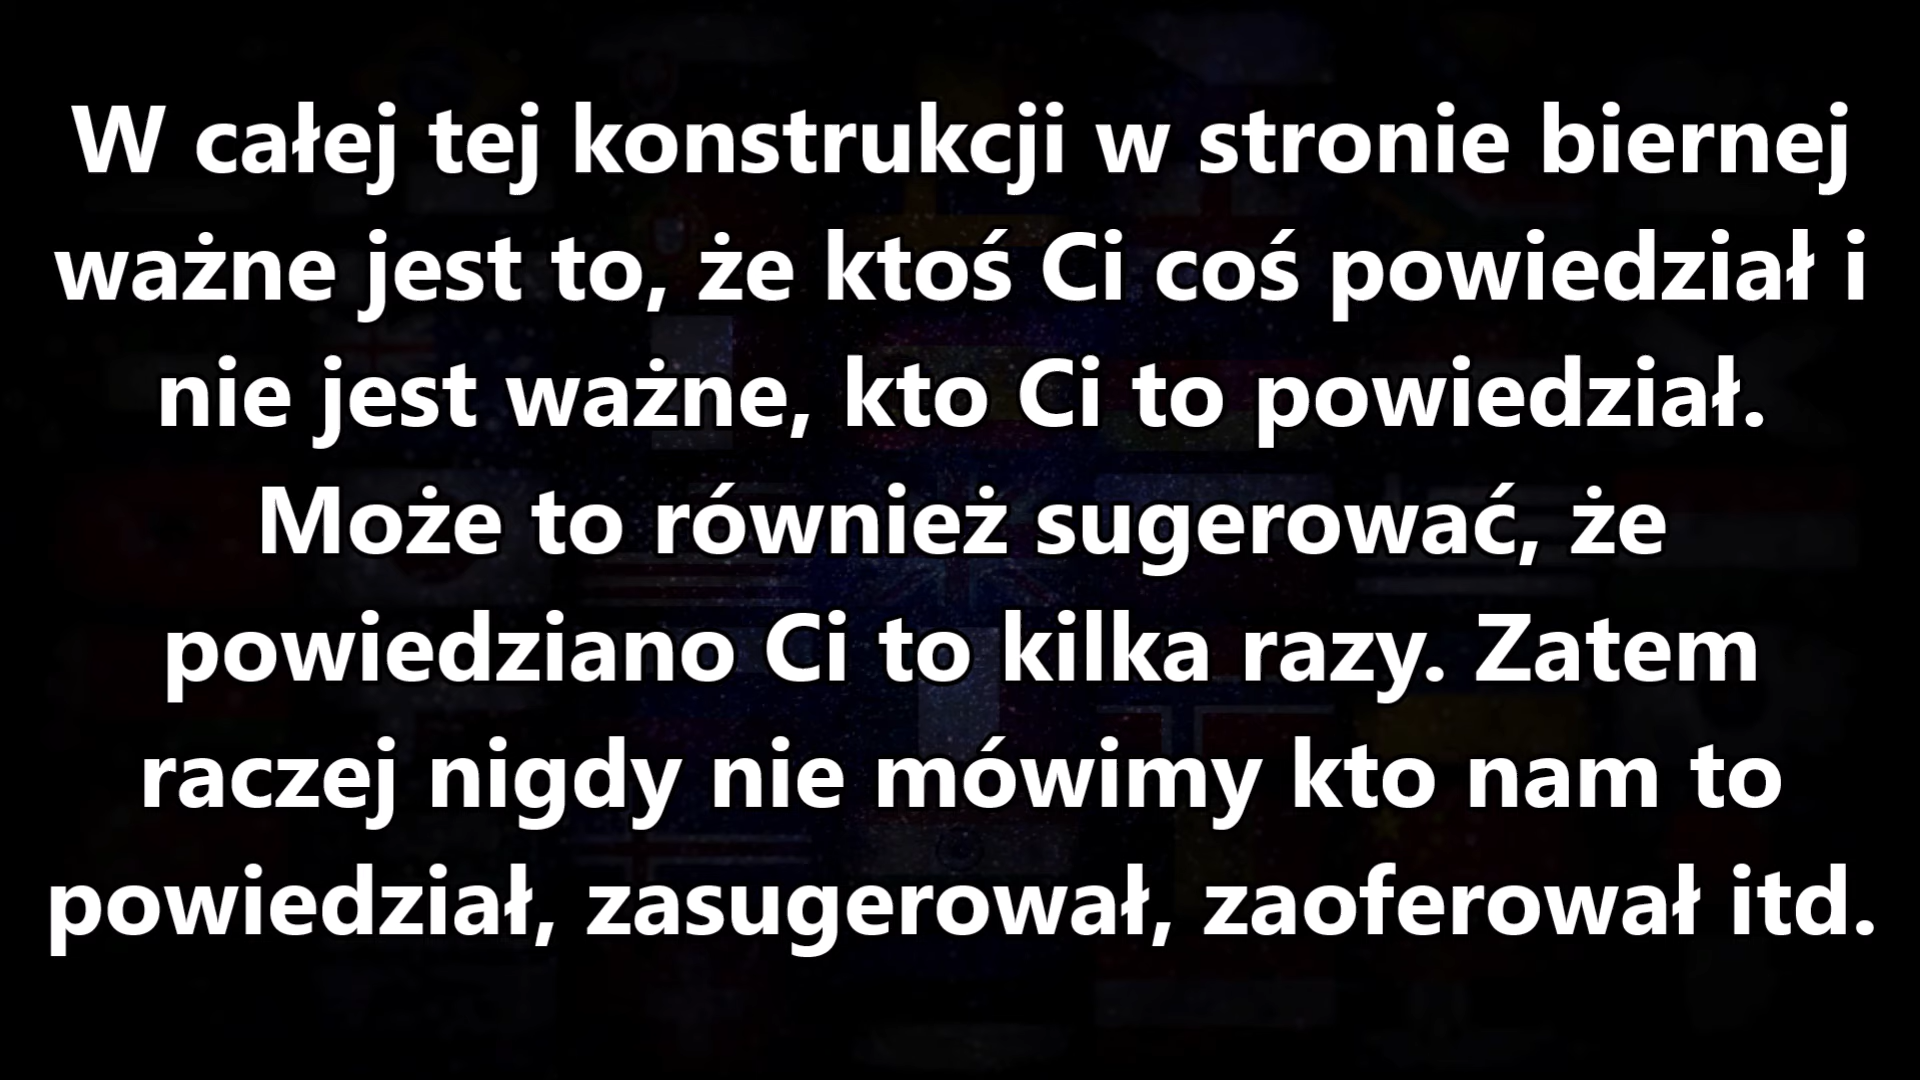 W całej tej konstrukcji w stronie biernej
ważne jest to, że ktoś Ci coś powiedział i
nie jest ważne, kto Ci to powiedział.
Może to również sugerować, że
powiedziano Ci to kilka razy. Zatem
raczej nigdy nie mówimy kto nam to
powiedział, zasugerował, zaoferował itd.